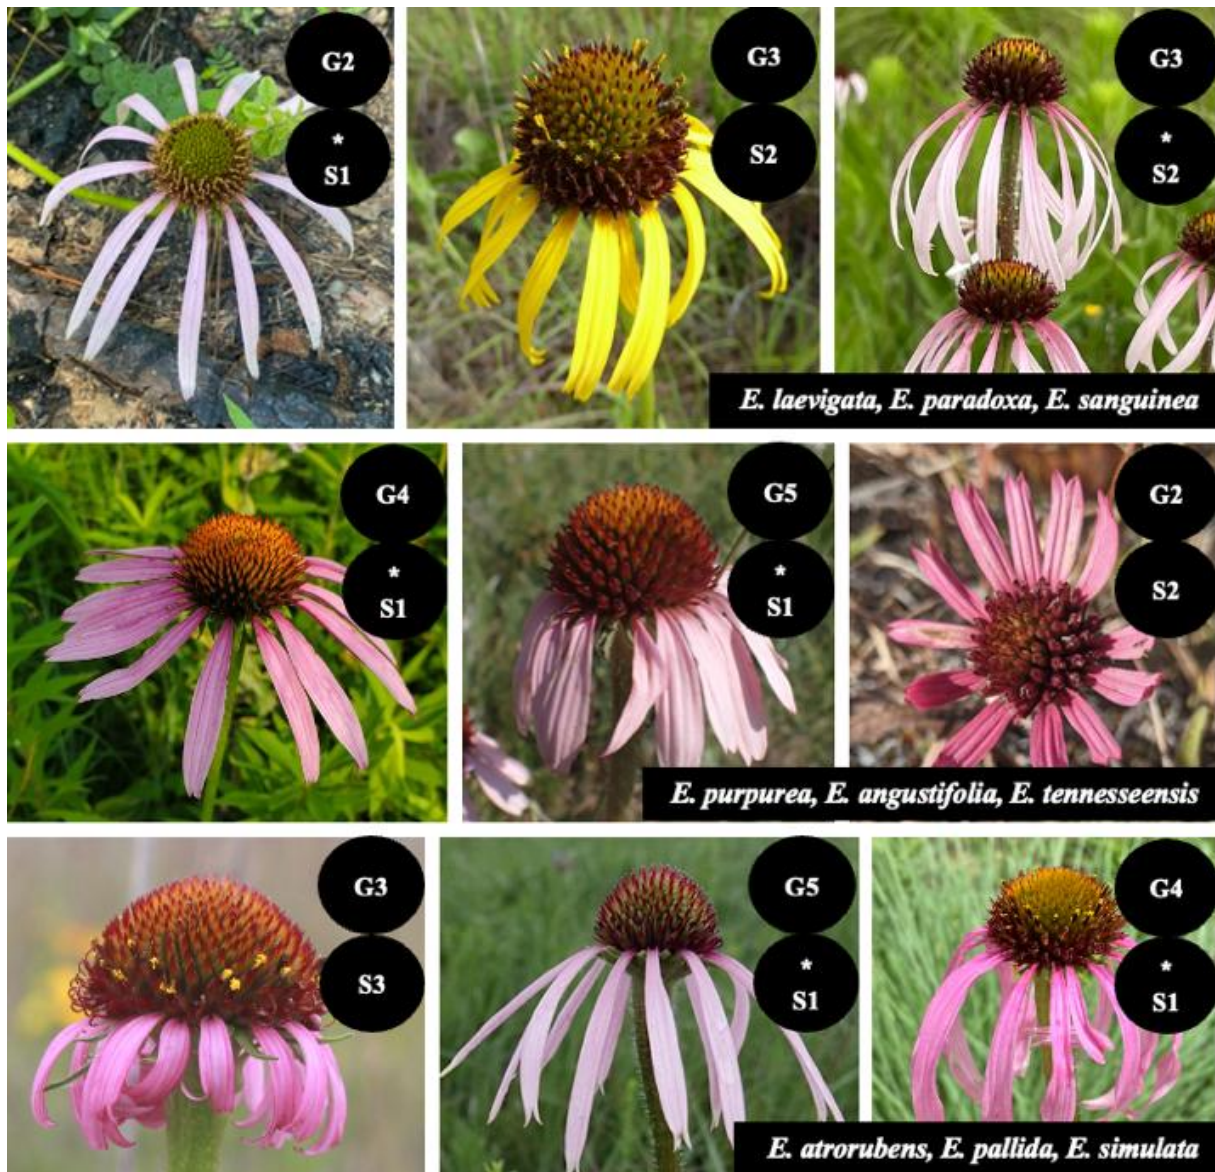 G2
*
S1
G3
S2
G3
*
S2
E. laevigata, E. paradoxa, E. sanguinea
G4
*
S1
G5
*
S1
G2
S2
E. purpurea, E. angustifolia, E. tennesseensis
G3
S3
G5
*
S1
G4
*
S1
E. atrorubens, E. pallida, E. simulata